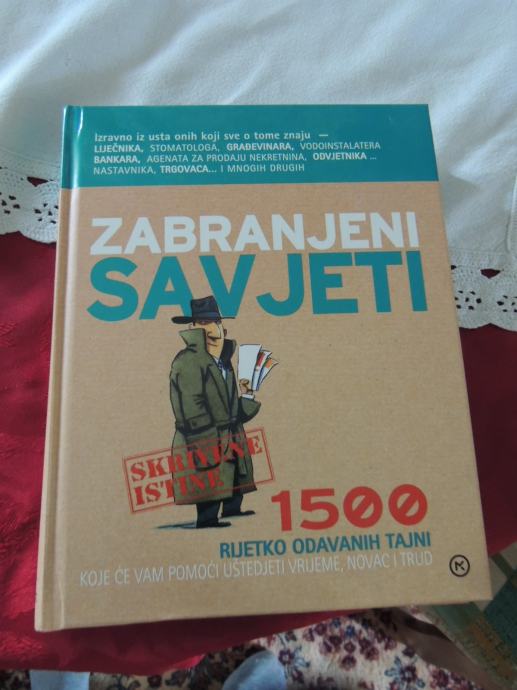 Izravno iz usta onih koji sve o tome znaju —
LIJEČNIKA, STOMATOLOGA, GRAĐEVINARA, VODOINSTALATERA
BANKARA, AGENATA ZA PRODAJU NEKRETNINA, ODVJETNIKA ...
NASTAVNIKA, TRGOVACA... I MNOGIH DRUGIH
ZABRANJENI
SAVJETI
SKRIVENE
ISTINE
1500
RIJETKO ODAVANIH TAJNI
KOJE ĆE VAM POMOĆI UŠTEDJETI VRIJEME, NOVAC I TRUD